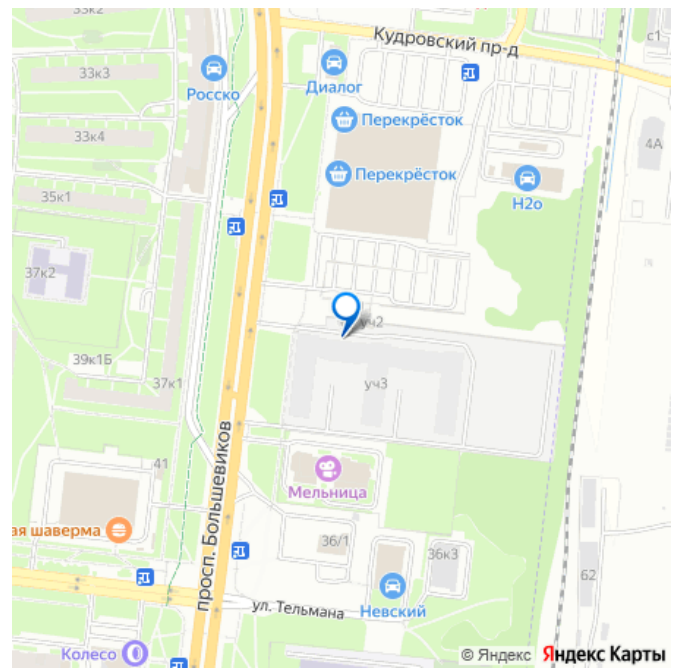 33к2
Кудровский пр-д
с1
33к3
Росско
Диалог
Перекрёсток
33к4
4А
Перекрёсток
35к1
Н2о
37к2
уч2
39к1Б
37к1
уч3
просп. Большевиков
41
Мельница
ая шаверма
36/1
36к3
62
ул. Тельмана
Невский
Колесо
© Яндекс Яндекс Карты